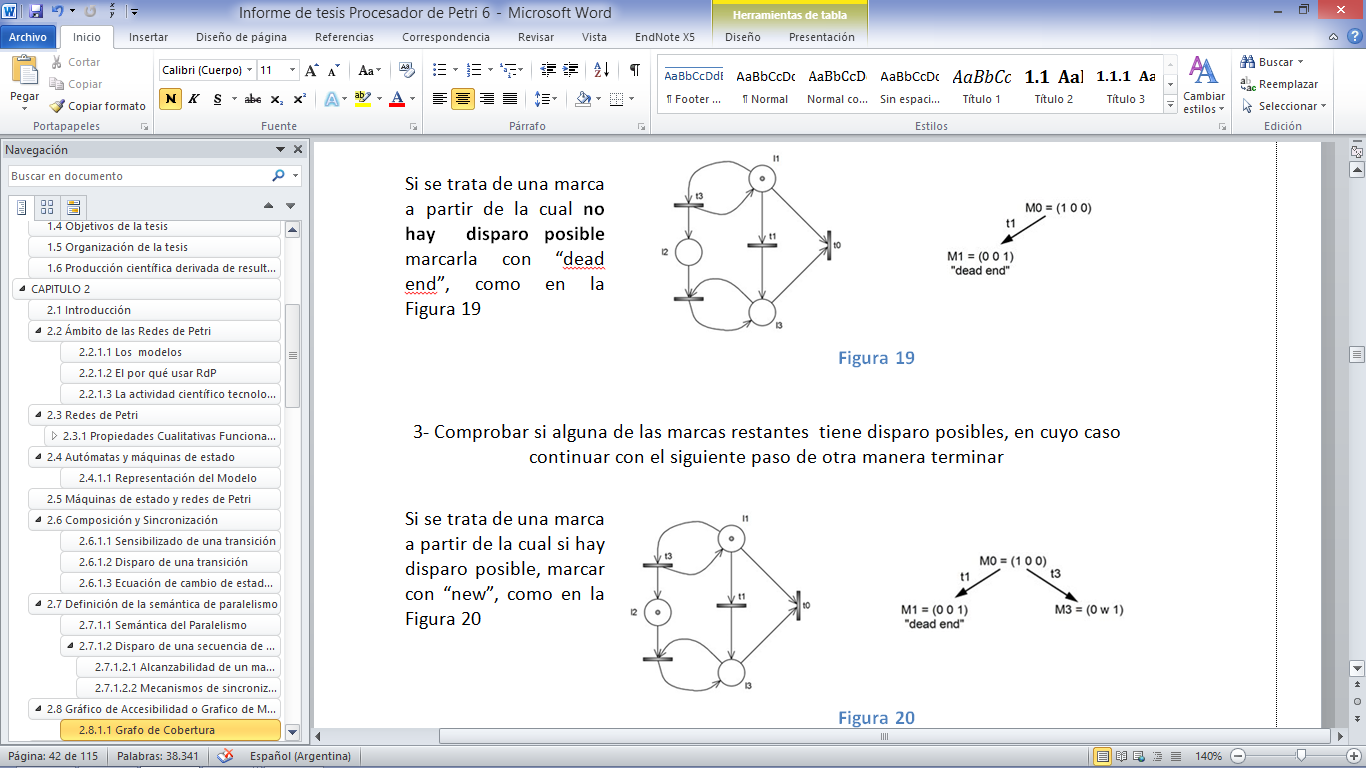 Informe de tesis Procesador de Petri 6 - Microsoft Word
Herramientas de tabla
Archivo Inicio Insertar Diseño de página Referencias Correspondencia Revisar Vista EndNote X5 Diseño Presentación
Pegar
Cortar
Copiar
Copiar formato
Portapapeles
Calibri (Cuerpo) 11
Fuente
Párrafo
AaBbCcDdE AaBbCcDc AaBbCcD AaBbCcDc AaBbCc 1.1 AaI 1.1.1 Aa
¶ Footer ... ¶ Normal Normal co... Sin espaci... Título 1 Título 2 Título 3
Estilos
Cambiar estilos
Buscar
Reemplazar
Seleccionar
Edición
Navegación
Buscar en documento
1.4 Objetivos de la tesis
1.5 Organización de la tesis
1.6 Producción científica derivada de result...
CAPITULO 2
2.1 Introducción
2.2 Ámbito de las Redes de Petri
2.2.1.1 Los modelos
2.2.1.2 El por qué usar RdP
2.2.1.3 La actividad científico tecnolo...
2.3 Redes de Petri
2.3.1 Propiedades Cualitativas Funciona...
2.4 Autómatas y máquinas de estado
2.4.1.1 Representación del Modelo
2.5 Máquinas de estado y redes de Petri
2.6 Composición y Sincronización
2.6.1.1 Sensibilizado de una transición
2.6.1.2 Disparo de una transición
2.6.1.3 Ecuación de cambio de estad...
2.7 Definición de la semántica de paralelismo
2.7.1.1 Semántica del Paralelismo
2.7.1.2 Disparo de una secuencia de ...
2.7.1.2.1 Alcanzabilidad de un ma...
2.7.1.2.2 Mecanismos de sincroniz...
2.8 Gráfico de Accesibilidad o Grafico de M...
2.8.1.1 Grafo de Cobertura
Si se trata de una marca
a partir de la cual no
hay disparo posible
marcarla con “dead
end”, como en la
Figura 19
l1
t3
t1
t0
l2
l3
M0 = (1 0 0)
t1
M1 = (0 0 1)
"dead end"
Figura 19
3- Comprobar si alguna de las marcas restantes tiene disparo posibles, en cuyo caso
continuar con el siguiente paso de otra manera terminar
Si se trata de una marca
a partir de la cual si hay
disparo posible, marcar
con “new”, como en la
Figura 20
l1
t3
t1
t0
l2
l3
M0 = (1 0 0)
t1 t3
M1 = (0 0 1) M3 = (0 w 1)
"dead end"
Figura 20
Página: 42 de 115 Palabras: 38.341 Español (Argentina) 140%